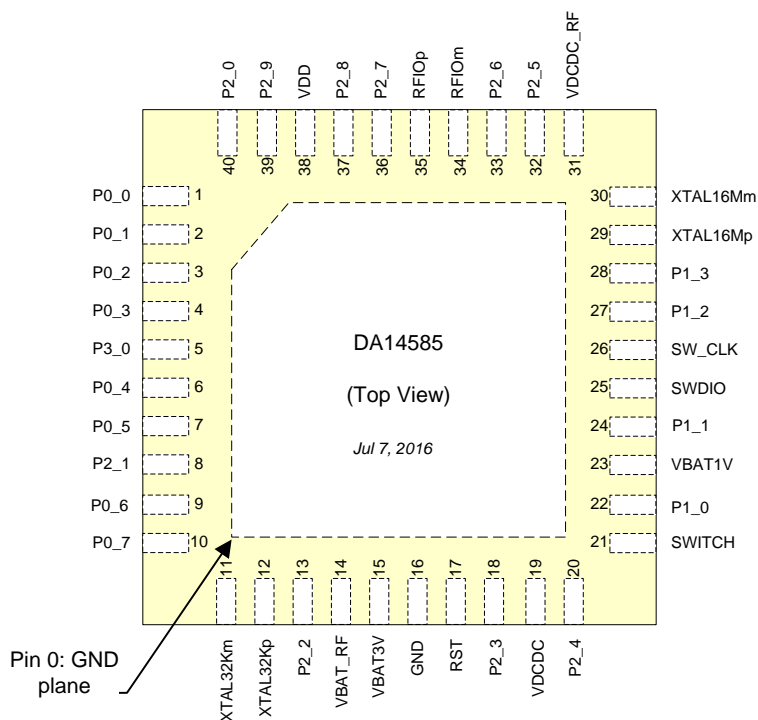 P2_0
P2_9
VDD
P2_8
P2_7
RFIOp
RFIOm
P2_6
P2_5
VDCDC_RF
40
39
38
37
36
35
34
33
32
31
P0_0 1
P0_1 2
P0_2 3
P0_3 4
P3_0 5
P0_4 6
P0_5 7
P2_1 8
P0_6 9
P0_7 10
DA14585
(Top View)
Jul 7, 2016
30 XTAL16Mm
29 XTAL16Mp
28 P1_3
27 P1_2
26 SW_CLK
25 SWDIO
24 P1_1
23 VBAT1V
22 P1_0
21 SWITCH
11
12
13
14
15
16
17
18
19
20
XTAL32Km
XTAL32Kp
P2_2
VBAT_RF
VBAT3V
GND
RST
P2_3
VDCDC
P2_4
Pin 0: GND
plane